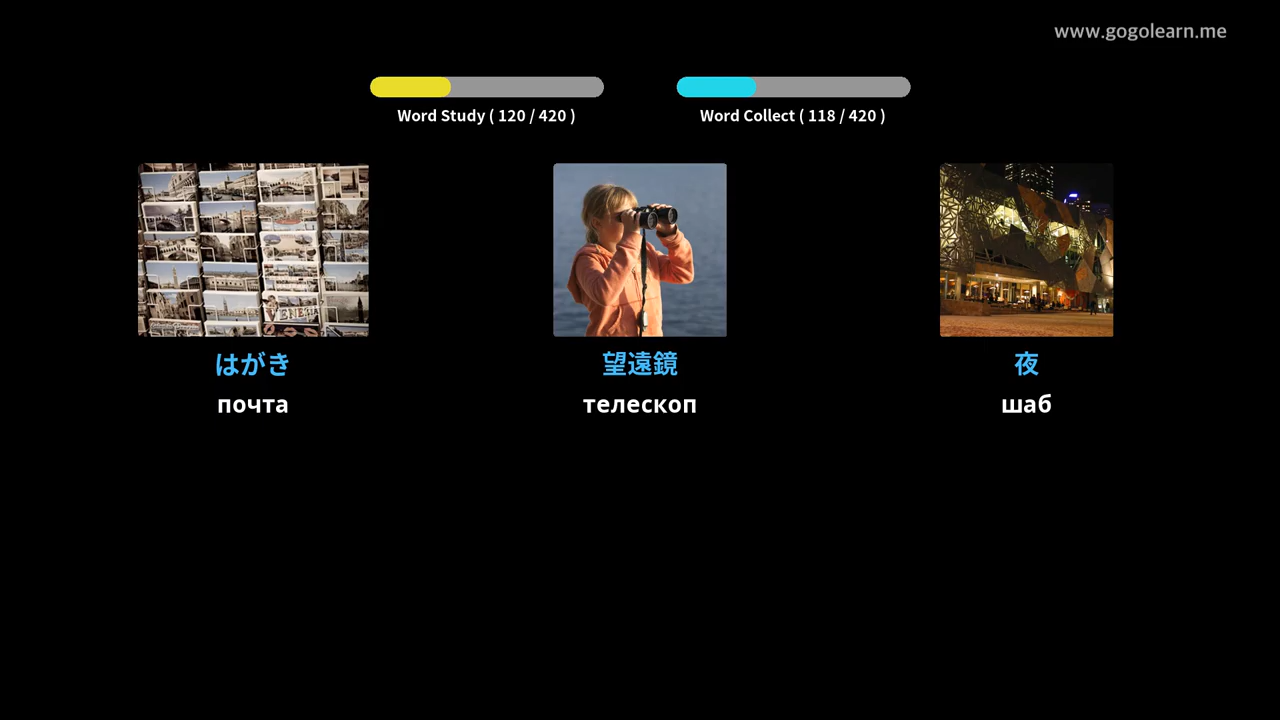 www.gogolearn.me
Word Study ( 120 / 420 )
Word Collect ( 118 / 420 )
はがき
почта
望遠鏡
телескоп
夜
шаб